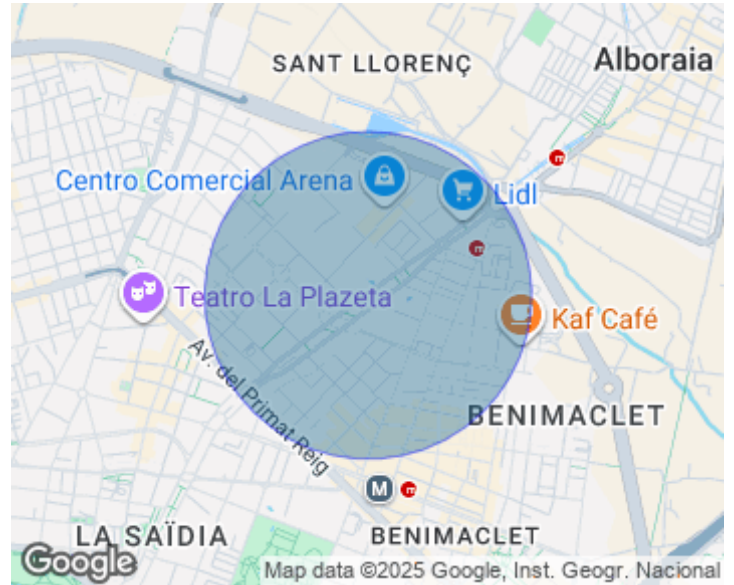 SANT LLORENÇ
Alboraia
Centro Comercial Arena
Lidl
Teatro La Plazeta
Kaf Café
Av. del Primat Reig
BENIMACLET
M
LA SAÏDIA
BENIMACLET
Google
Map data ©2025 Google, Inst. Geogr. Nacional